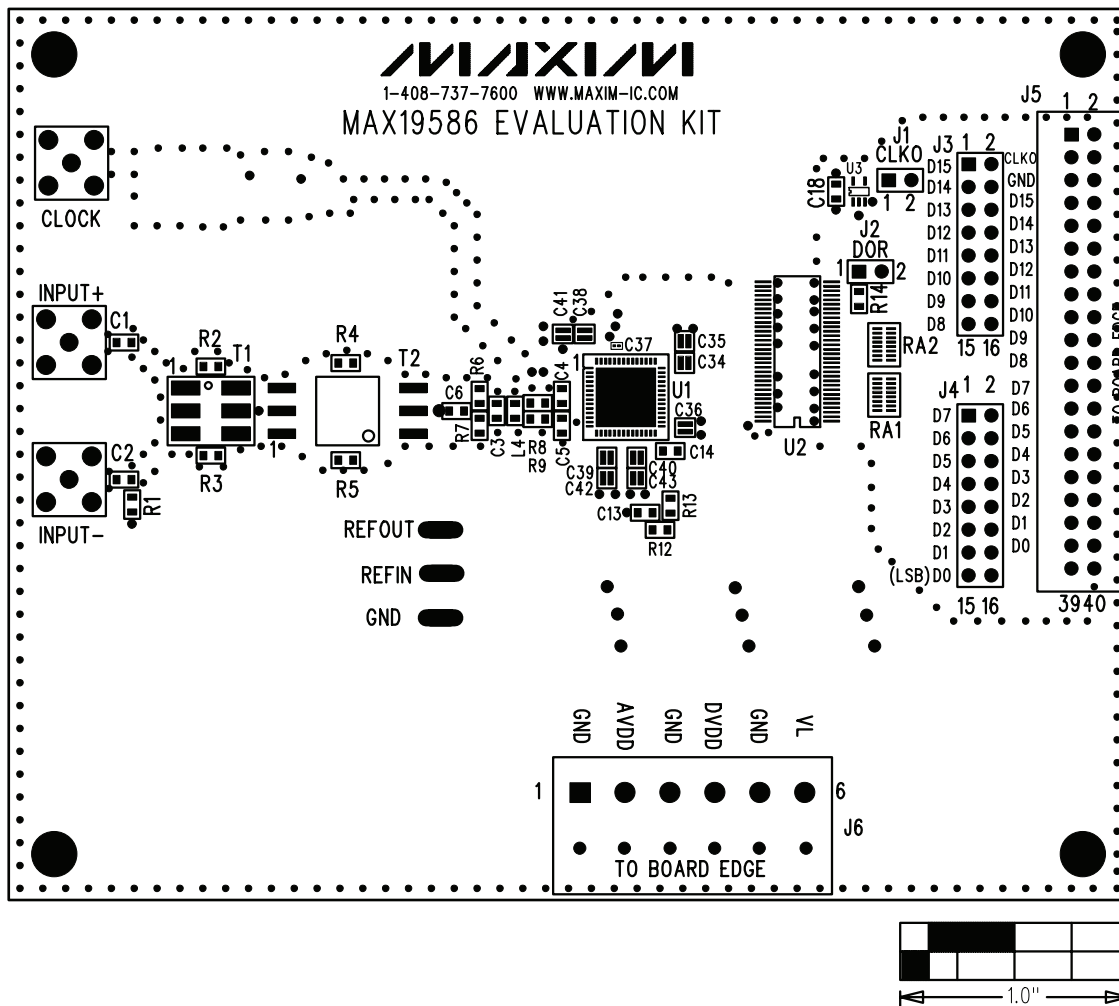 MAXIM
1-408-737-7600 WWW.MAXIM-IC.COM
MAX19586 EVALUATION KIT
CLOCK
INPUT+
C1
R2
T1
1
R4
T2
C2
R1
INPUT-
R3
1
R5
C6
R6
R7
C3
L4
R8
R9
C4
C5
C41
C38
C37
1
U1
C35
C34
C36
C14
C39
C42
C40
C43
C13
R13
R12
REFOUT
REFIN
GND
U2
C18
U3
J1
CLKO
1 2
J2
DOR
1 2
R14
RA2
RA1
J3
1 2
D15
D14
D13
D12
D11
D10
D9
D8
15 16
J4
1 2
D7
D6
D5
D4
D3
D2
D1
(LSB) D0
15 16
J5
1 2
CLKO
GND
D15
D14
D13
D12
D11
D10
D9
D8
D7
D6
D5
D4
D3
D2
D1
D0
3940
GND
AVDD
GND
DVDD
GND
VL
1
6
J6
TO BOARD EDGE
1.0"